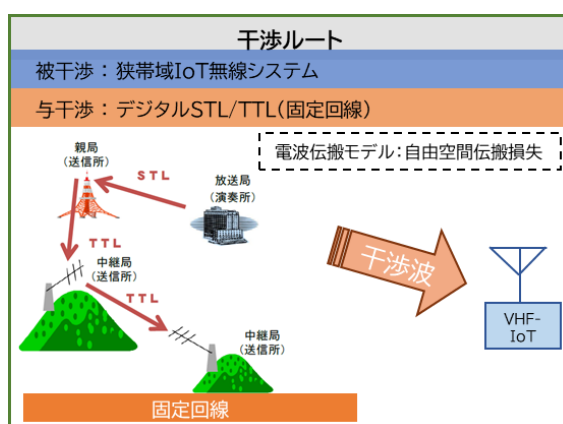 干渉ルート
被干渉：狭帯域IoT無線システム
与干渉：デジタルSTL/TTL(固定回線)
電波伝搬モデル:自由空間伝搬損失
親局
(送信所)
STL
放送局
(演奏所)
TTL
中継局
(送信所)
TTL
中継局
(送信所)
干渉波
VHF-
IoT
固定回線